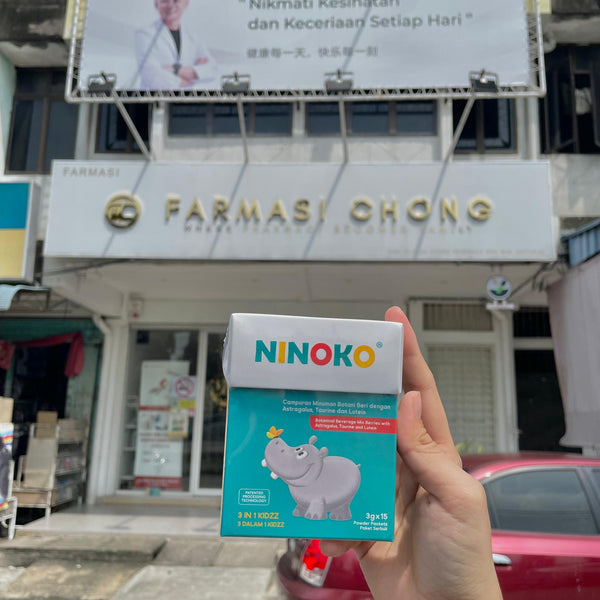 " Nikmati Kesihatan
dan Keceriaan Setiap Hari "
健康每一天，快乐每一刻
FARMASI
FC FARMASI CHONG
NINOKO®
Campuran Minuman Botani Beri dengan
Astragalus, Taurine dan Lutein
Botanical Beverage Mix Berries with
Astragalus, Taurine and Lutein
PATENTED
PROCESSING
TECHNOLOGY
3 IN 1 KIDZZ
3 DALAM 1 KIDZZ
3g x 15
Powder Packets
Paket Serbuk